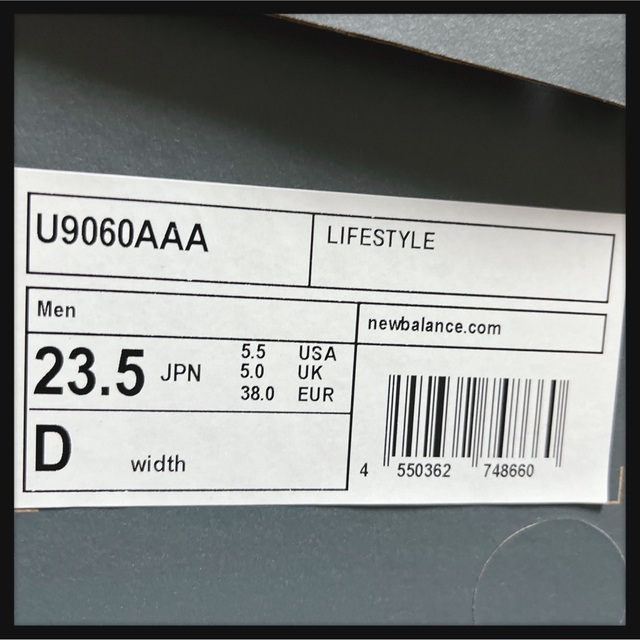 U9060AAA
LIFESTYLE
Men
newbalance.com
23.5 JPN
5.5 USA
5.0 UK
38.0 EUR
D width
4 550362 748660